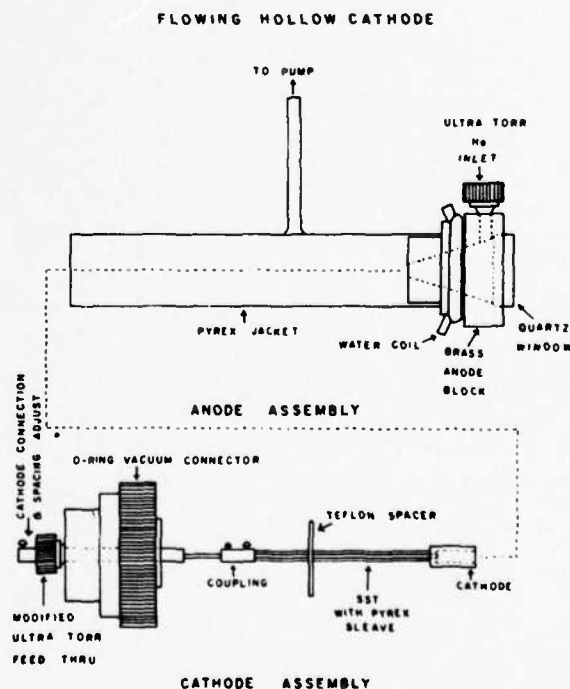 FLOWING HOLLOW CATHODE
TO PUMP
ULTRA TORR
He
INLET
PYREX JACKET
WATER COIL
BRASS
ANODE
BLOCK
QUARTZ
WINDOW
ANODE ASSEMBLY
CATHODE CONNECTION
& SPACING ADJUST
O-RING VACUUM CONNECTOR
TEFLON SPACER
COUPLING
SST
WITH PYREX
SLEAVE
CATHODE
MODIFIED
ULTRA TORR
FEED THRU
CATHODE ASSEMBLY